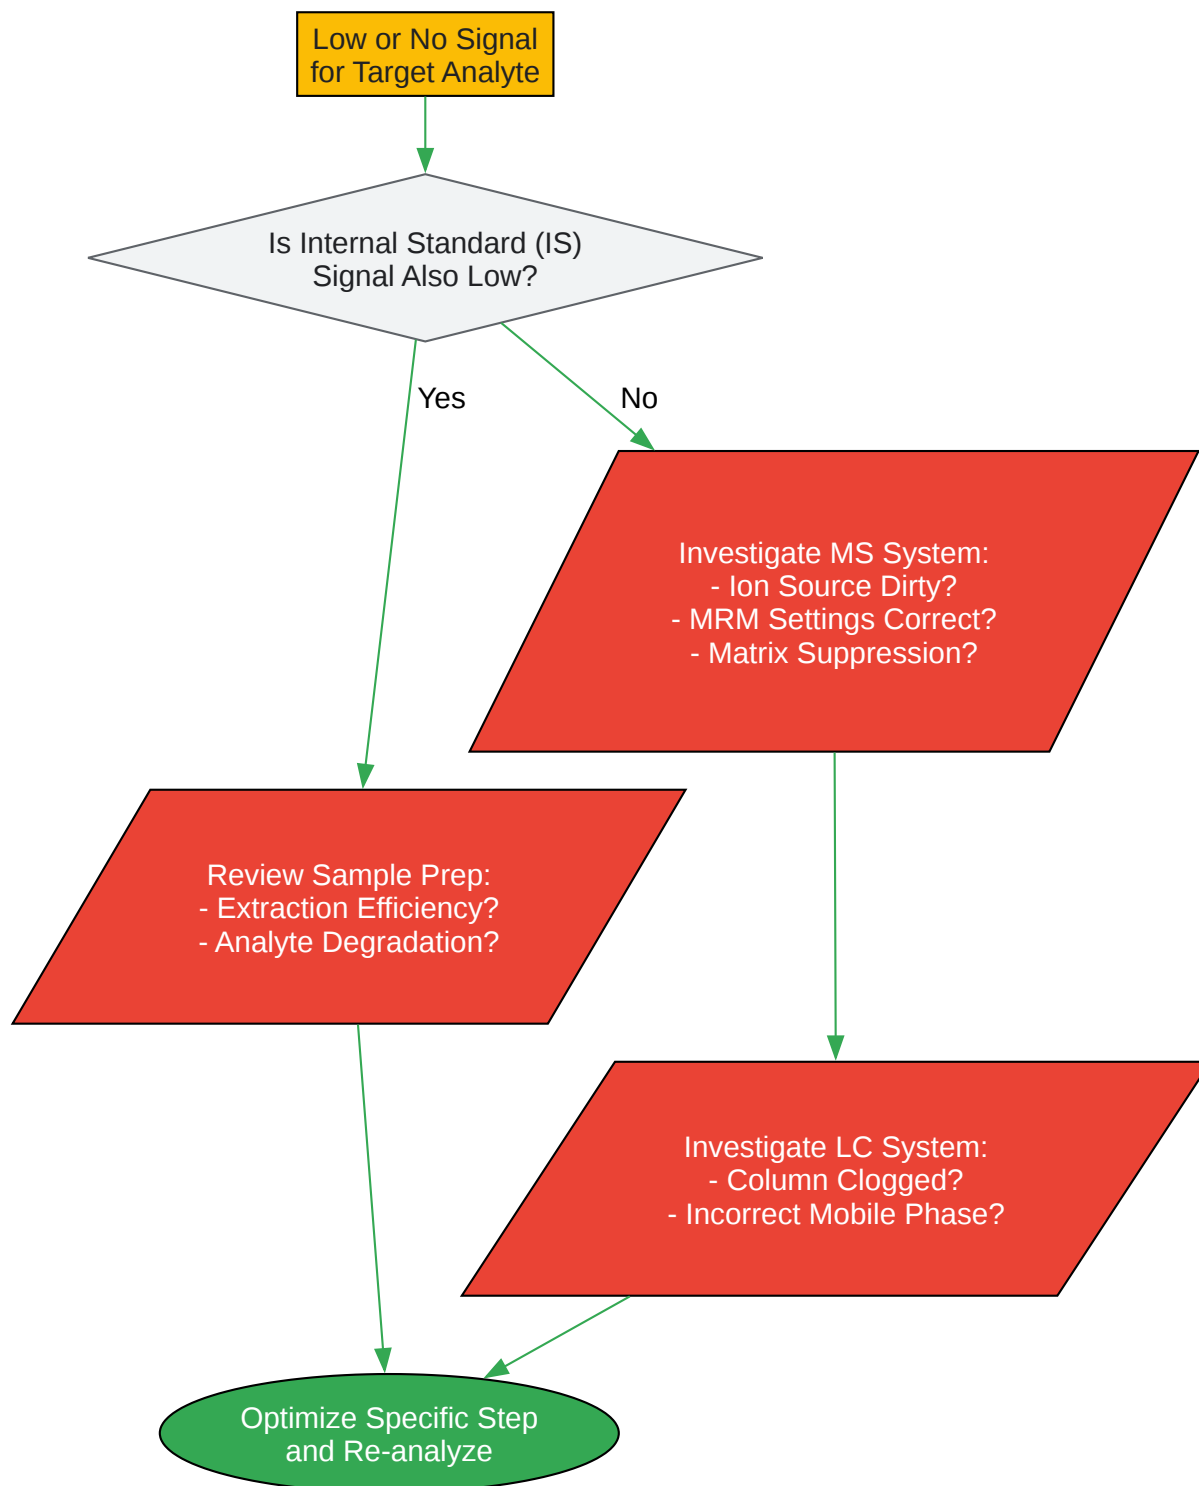 Low or No Signal
for Target Analyte
Is Internal Standard (IS)
Signal Also Low?
Yes
No
Investigate MS System:
- Ion Source Dirty?
- MRM Settings Correct?
- Matrix Suppression?
Review Sample Prep:
- Extraction Efficiency?
- Analyte Degradation?
Investigate LC System:
- Column Clogged?
- Incorrect Mobile Phase?
Optimize Specific Step
and Re-analyze